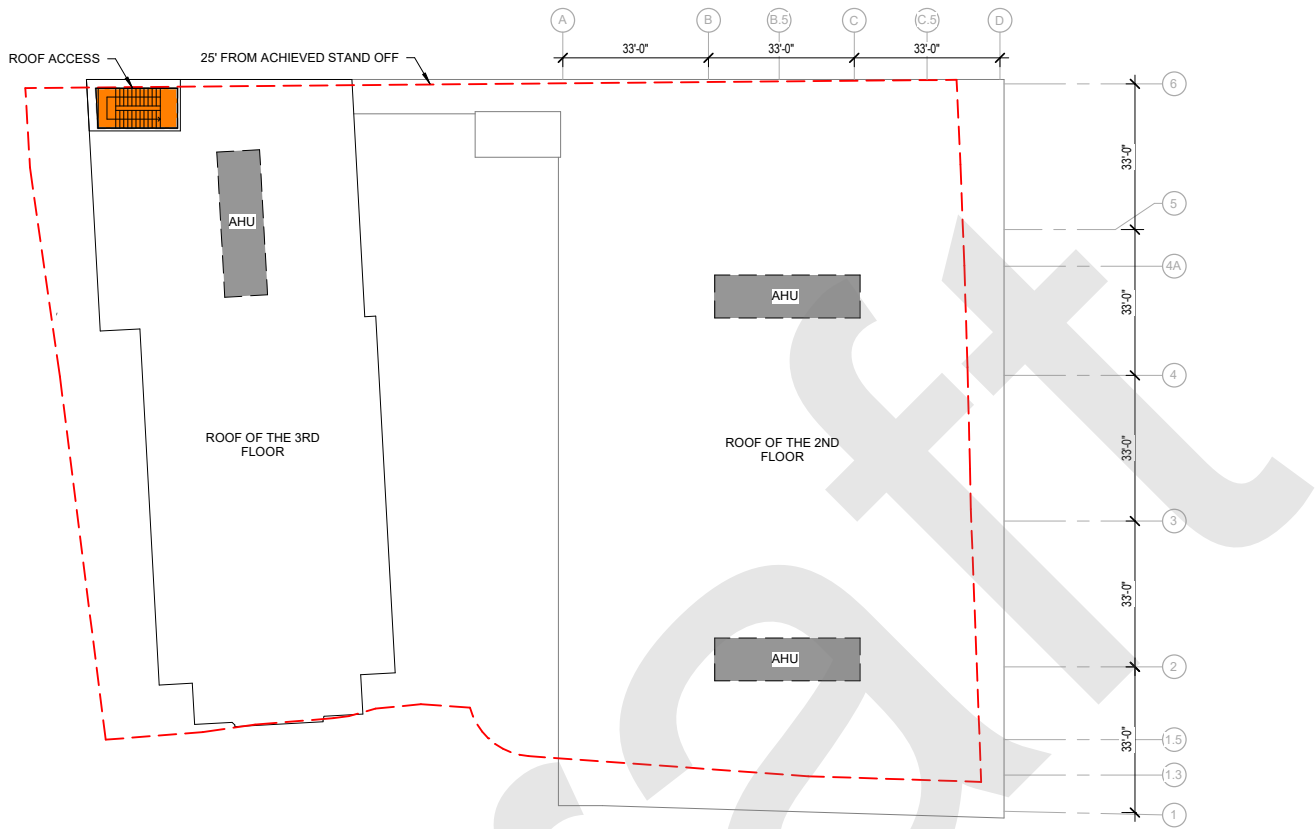 A
B
B.5
C
C.5
D
33'-0"
33'-0"
33'-0"
ROOF ACCESS
25' FROM ACHIEVED STAND OFF
6
33'-0"
5
AHU
4A
AHU
33'-0"
4
ROOF OF THE 3RD
FLOOR
ROOF OF THE 2ND
FLOOR
33'-0"
3
33'-0"
AHU
2
33'-0"
1.5
1.3
1
aft